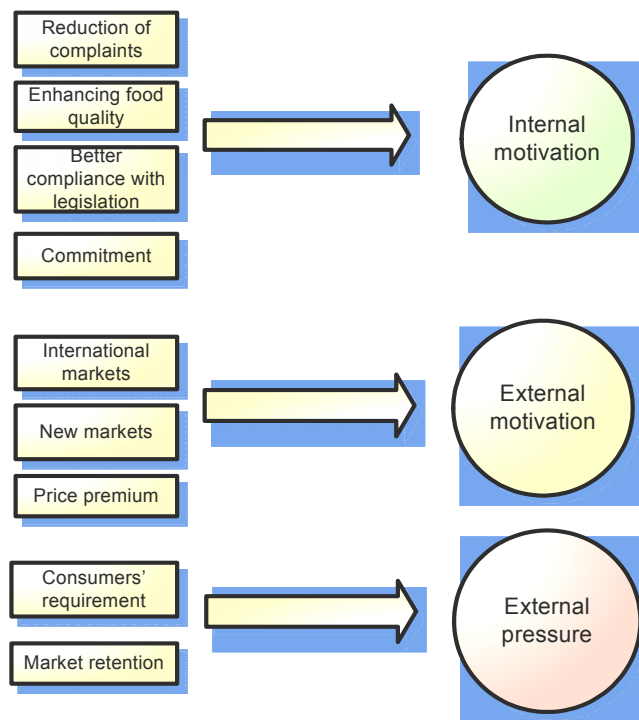 Reduction of
complaints
Enhancing food
quality
Better
compliance with
legislation
Commitment
Internal
motivation
International
markets
New markets
Price premium
External
motivation
Consumers’
requirement
Market retention
External
pressure